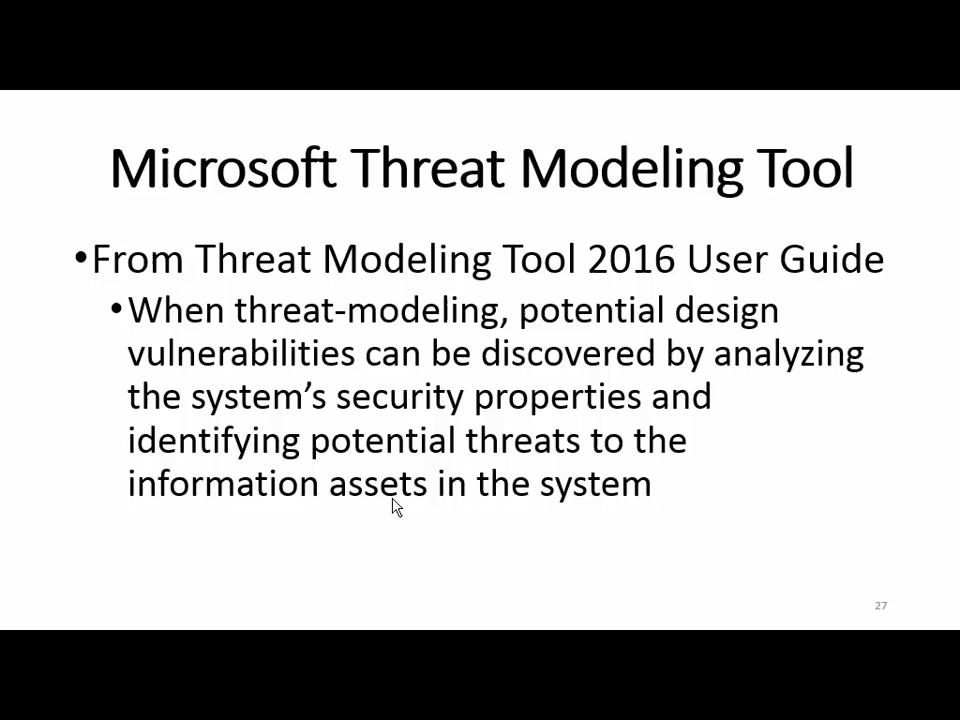 Microsoft Threat Modeling Tool
•From Threat Modeling Tool 2016 User Guide
•When threat-modeling, potential design
vulnerabilities can be discovered by analyzing
the system’s security properties and
identifying potential threats to the
information assets in the system
27